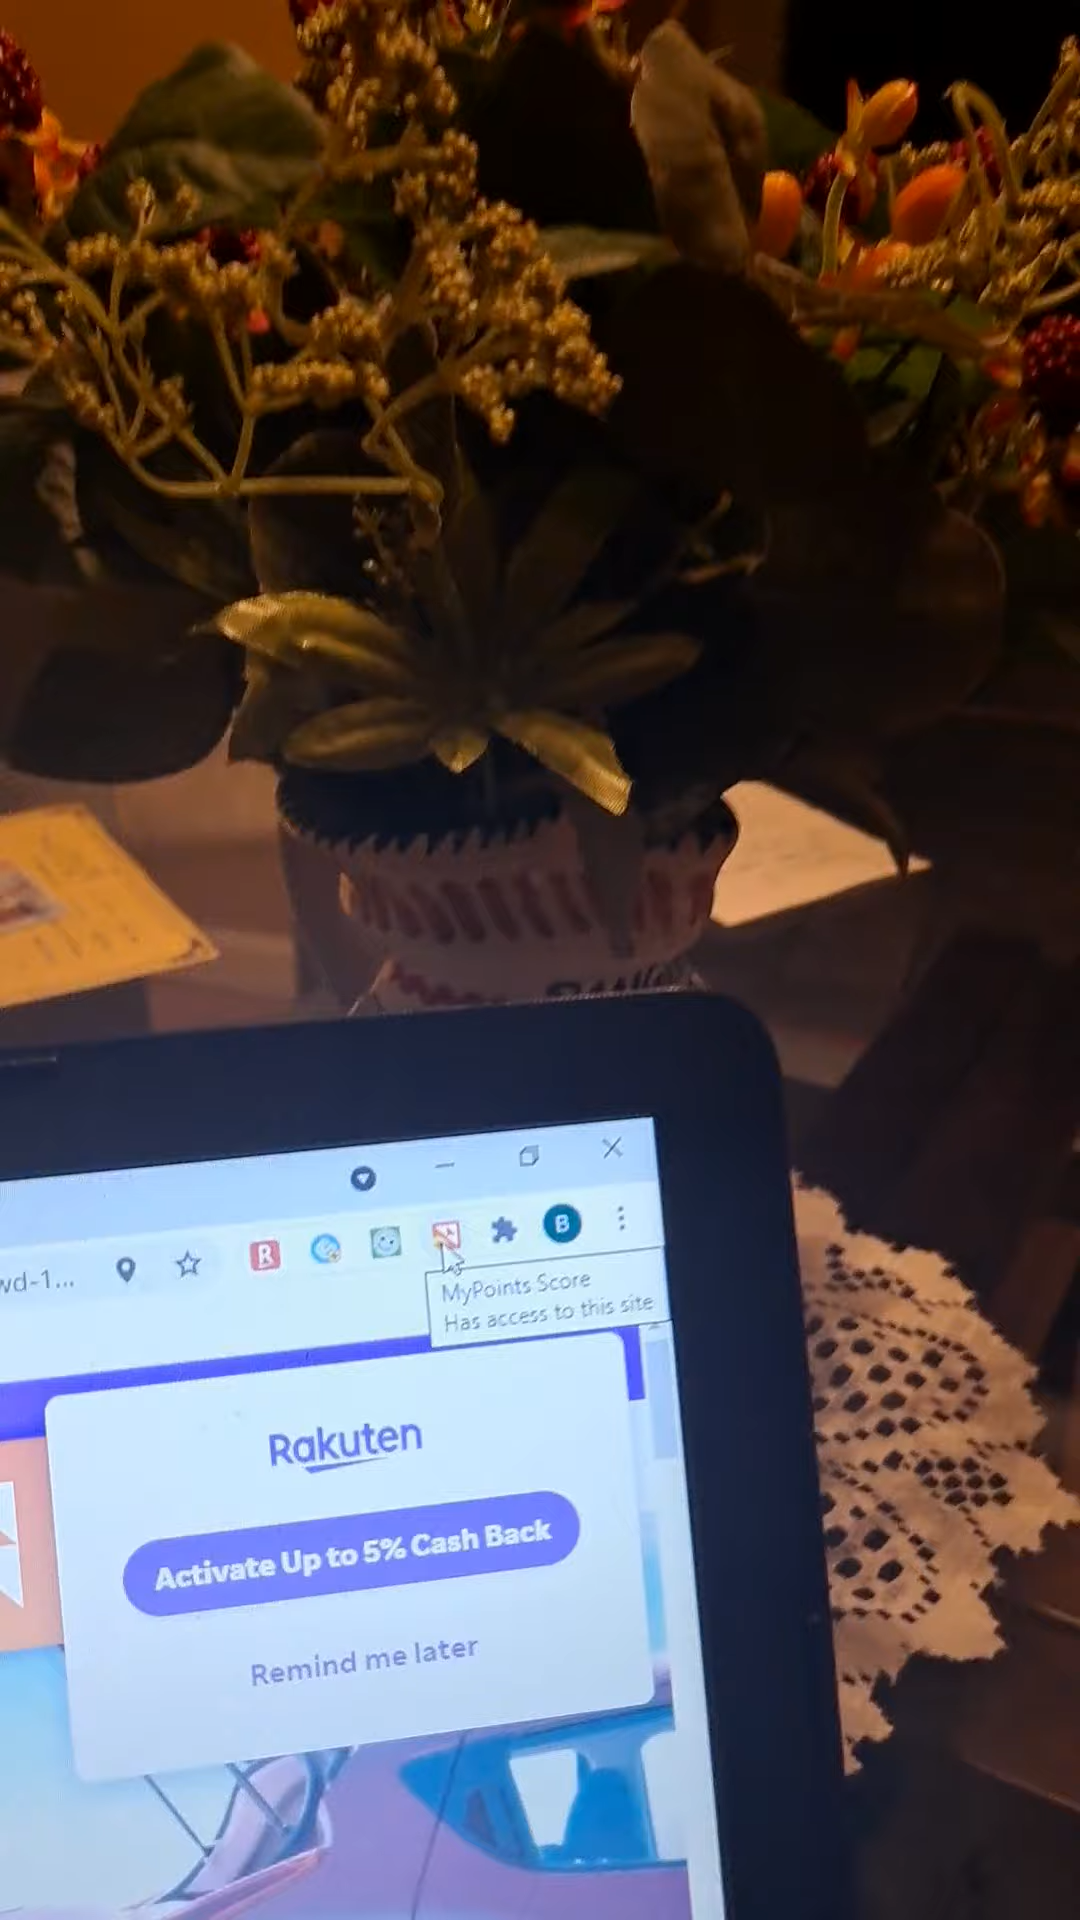 wd-1...
R
B
MyPoints Score
Has access to this site
Rakuten
Activate Up to 5% Cash Back
Remind me later